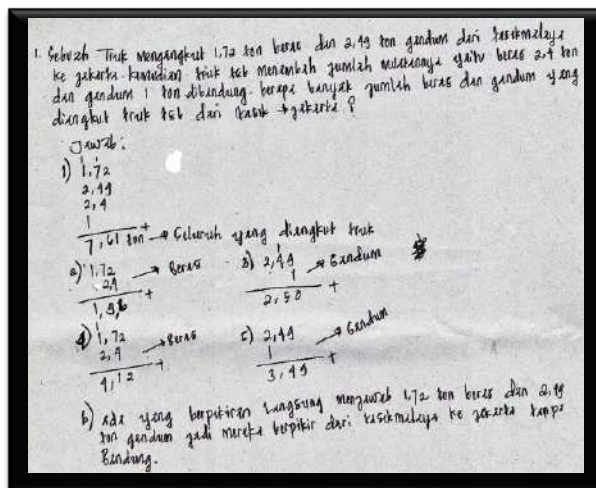 1. Sebuah Truk mengangkut 1,72 ton beras dan 2,49 ton gandum dari tasikmalaya
ke jakarta. kemudian truk tsb menambah jumlah muatannya yaitu beras 2,4 ton
dan gandum 1 ton dibandung. berapa banyak jumlah beras dan gandum yang
diangkut truk tsb dari tasik → jakarta ?
Jawab :
1) 1,72
2,49
2,4
1 +
7,61 ton → Seluruh yang diangkut truk
2) 1,72 → Beras
24 +
1,96
3) 2,49 → Gandum
1 +
2,50
4) 1,72 → Beras
2,4 +
4,12
5) 2,49 → Gandum
1 +
3,49
6) ada yang berpikiran Langsung menjawab 1,72 ton beras dan 2,49
ton gandum jadi mereka berpikir dari tasikmalaya ke jakarta tanpa
Bandung.